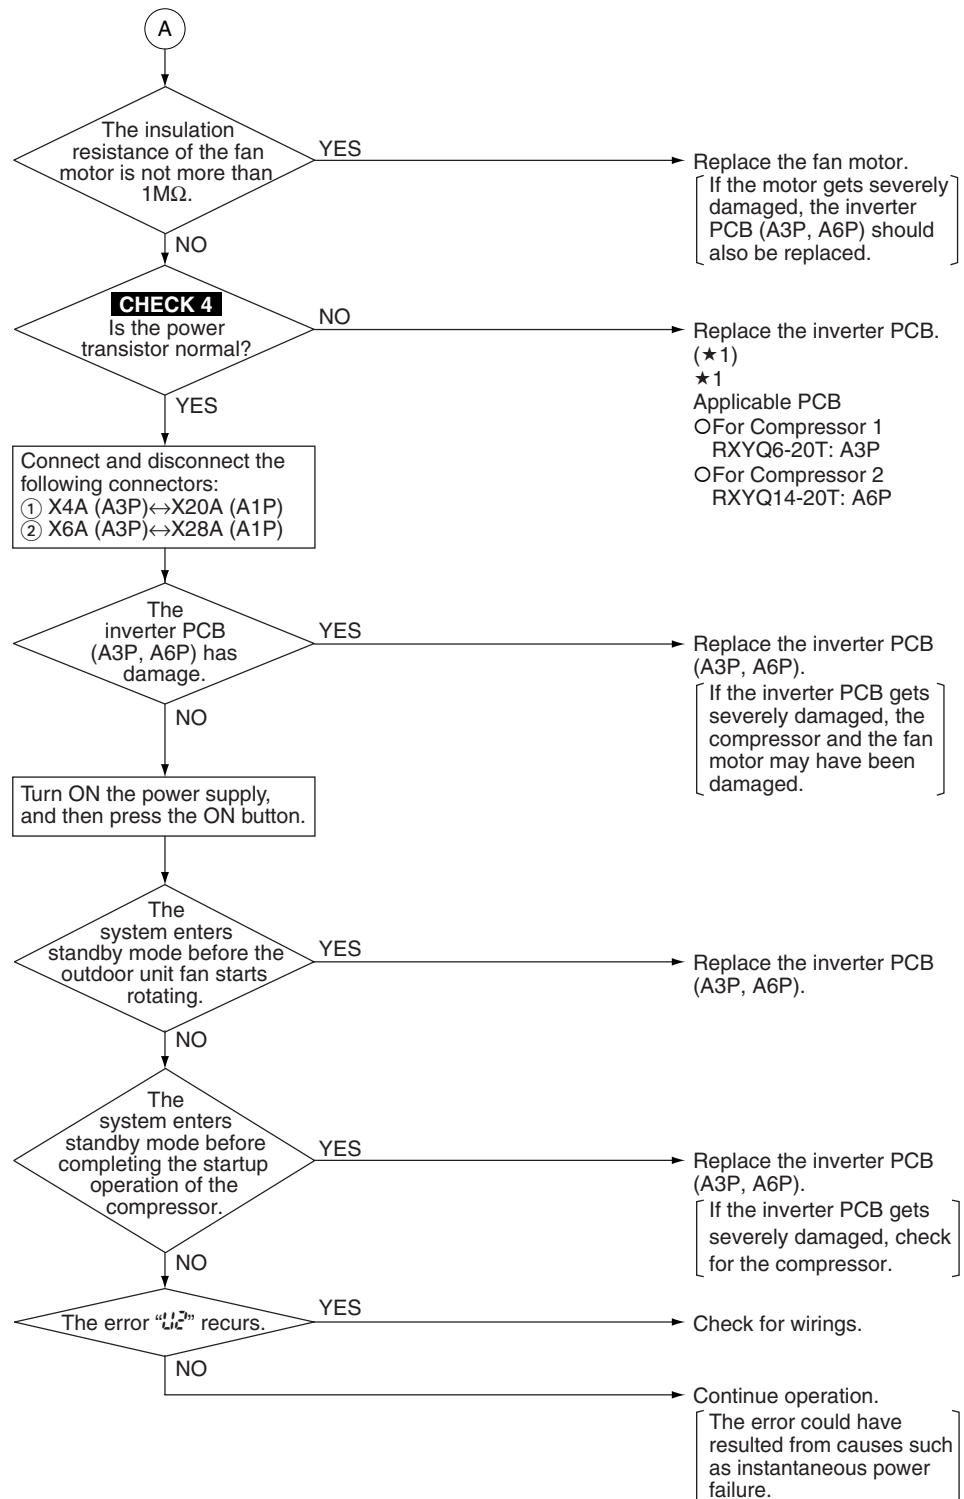 A
The insulation
resistance of the fan
motor is not more than
1MΩ.
YES
Replace the fan motor.
If the motor gets severely
damaged, the inverter
PCB (A3P, A6P) should
also be replaced.
NO
CHECK 4
Is the power
transistor normal?
NO
Replace the inverter PCB.
(★1)
★1
Applicable PCB
○For Compressor 1
RXYQ6-20T: A3P
○For Compressor 2
RXYQ14-20T: A6P
YES
Connect and disconnect the
following connectors:
① X4A (A3P)↔X20A (A1P)
② X6A (A3P)↔X28A (A1P)
The
inverter PCB
(A3P, A6P) has
damage.
YES
Replace the inverter PCB
(A3P, A6P).
If the inverter PCB gets
severely damaged, the
compressor and the fan
motor may have been
damaged.
NO
Turn ON the power supply,
and then press the ON button.
The
system enters
standby mode before the
outdoor unit fan starts
rotating.
YES
Replace the inverter PCB
(A3P, A6P).
NO
The
system enters
standby mode before
completing the startup
operation of the
compressor.
YES
Replace the inverter PCB
(A3P, A6P).
If the inverter PCB gets
severely damaged, check
for the compressor.
NO
The error “U2” recurs.
YES
Check for wirings.
NO
Continue operation.
The error could have
resulted from causes such
as instantaneous power
failure.